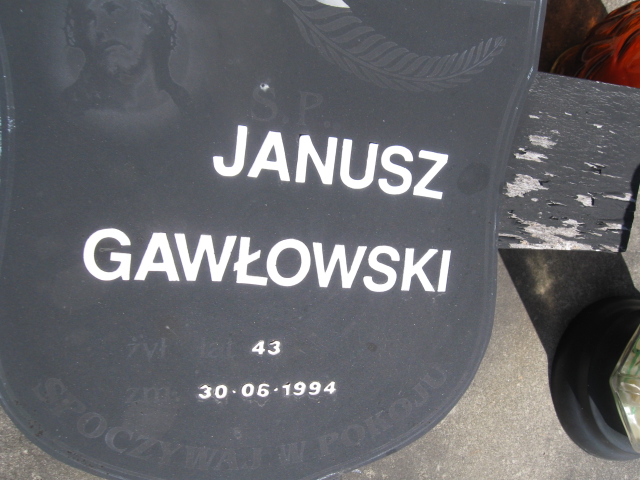 Ś.P.
JANUSZ
GAWŁOWSKI
żył lat 43
zm. 30·06·1994
SPOCZYWAJ W POKOJU